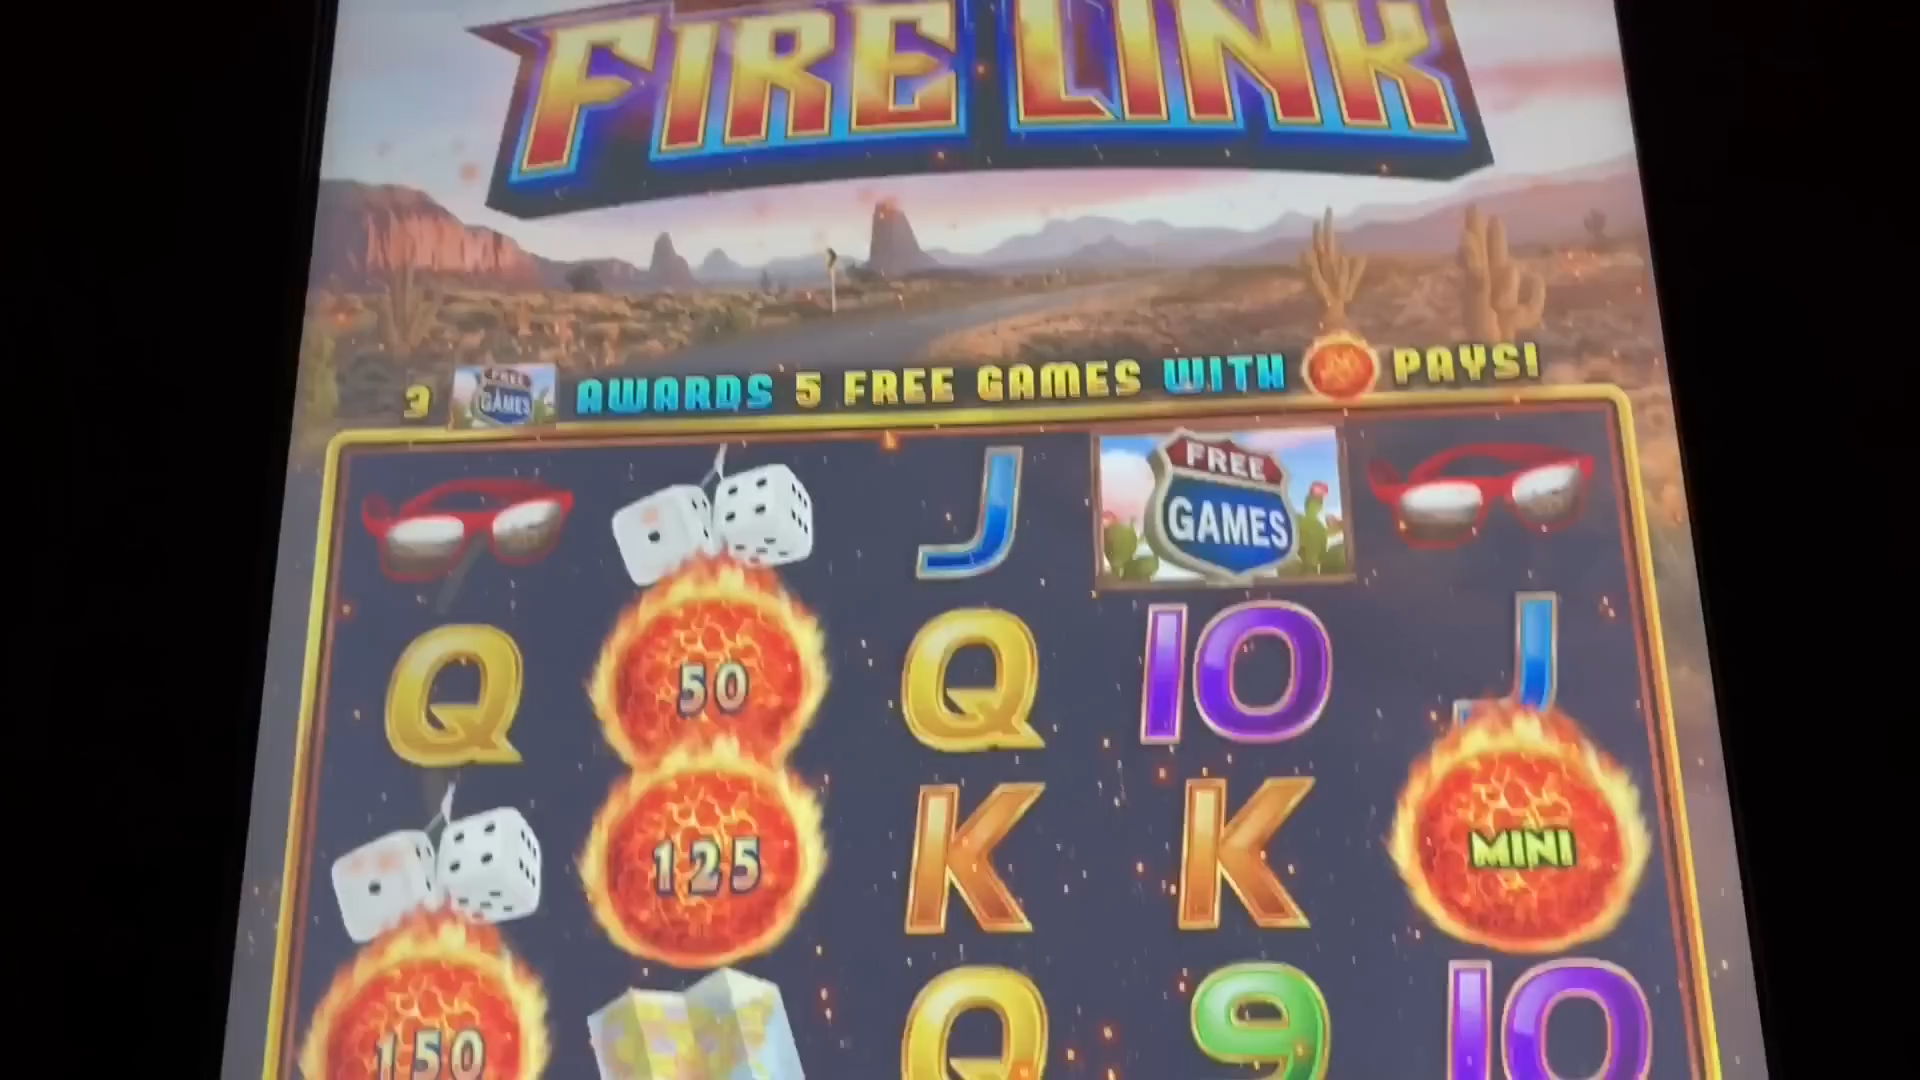 FIRE LINK
3 FREE GAMES AWARDS 5 FREE GAMES WITH PAYS!
J FREE GAMES
Q 50 Q 10 J
125 K K MINI
150 Q 9 10